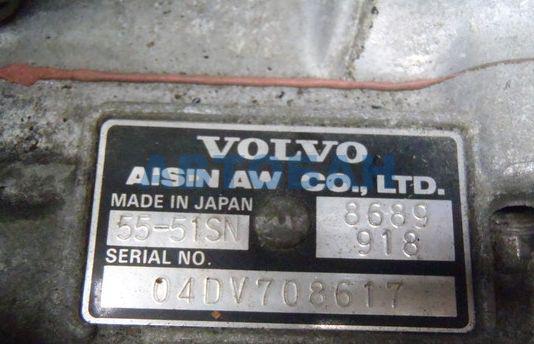 VOLVO
AISIN AW CO., LTD.
MADE IN JAPAN
55-51SN
8689
918
SERIAL NO.
04DV708617